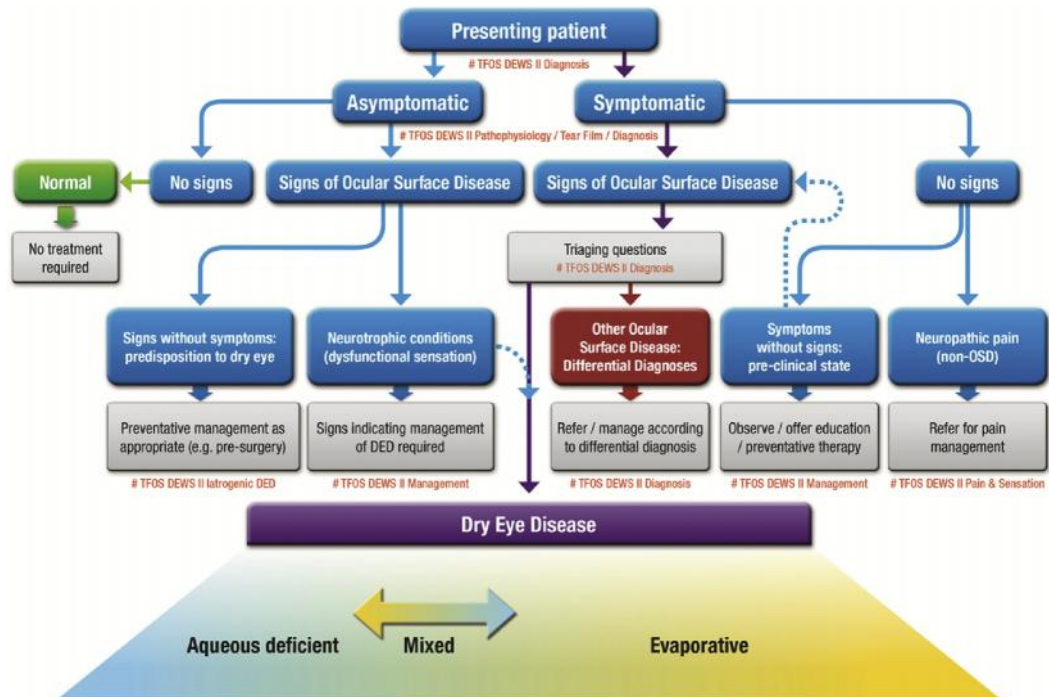 Presenting patient
# TFOS DEWS II Diagnosis
Asymptomatic
Symptomatic
# TFOS DEWS II Pathophysiology / Tear Film / Diagnosis
Normal
No signs
Signs of Ocular Surface Disease
Signs of Ocular Surface Disease
No signs
No treatment
required
Triaging questions
# TFOS DEWS II Diagnosis
Signs without symptoms:
predisposition to dry eye
Neurotrophic conditions
(dysfunctional sensation)
Other Ocular
Surface Disease:
Differential Diagnoses
Symptoms
without signs:
pre-clinical state
Neuropathic pain
(non-OSD)
Preventative management as
appropriate (e.g. pre-surgery)
Signs indicating management
of DED required
Refer / manage according
to differential diagnosis
Observe / offer education
/ preventative therapy
Refer for pain
management
# TFOS DEWS II Iatrogenic DED
# TFOS DEWS II Management
# TFOS DEWS II Diagnosis
# TFOS DEWS II Management
# TFOS DEWS II Pain & Sensation
Dry Eye Disease
Aqueous deficient
Mixed
Evaporative